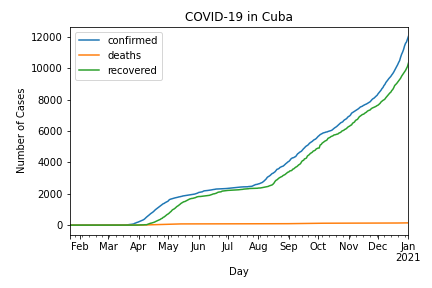 COVID-19 in Cuba
confirmed
deaths
recovered
12000
10000
8000
6000
4000
2000
0
Number of Cases
Feb Mar Apr May Jun Jul Aug Sep Oct Nov Dec Jan
2021
Day